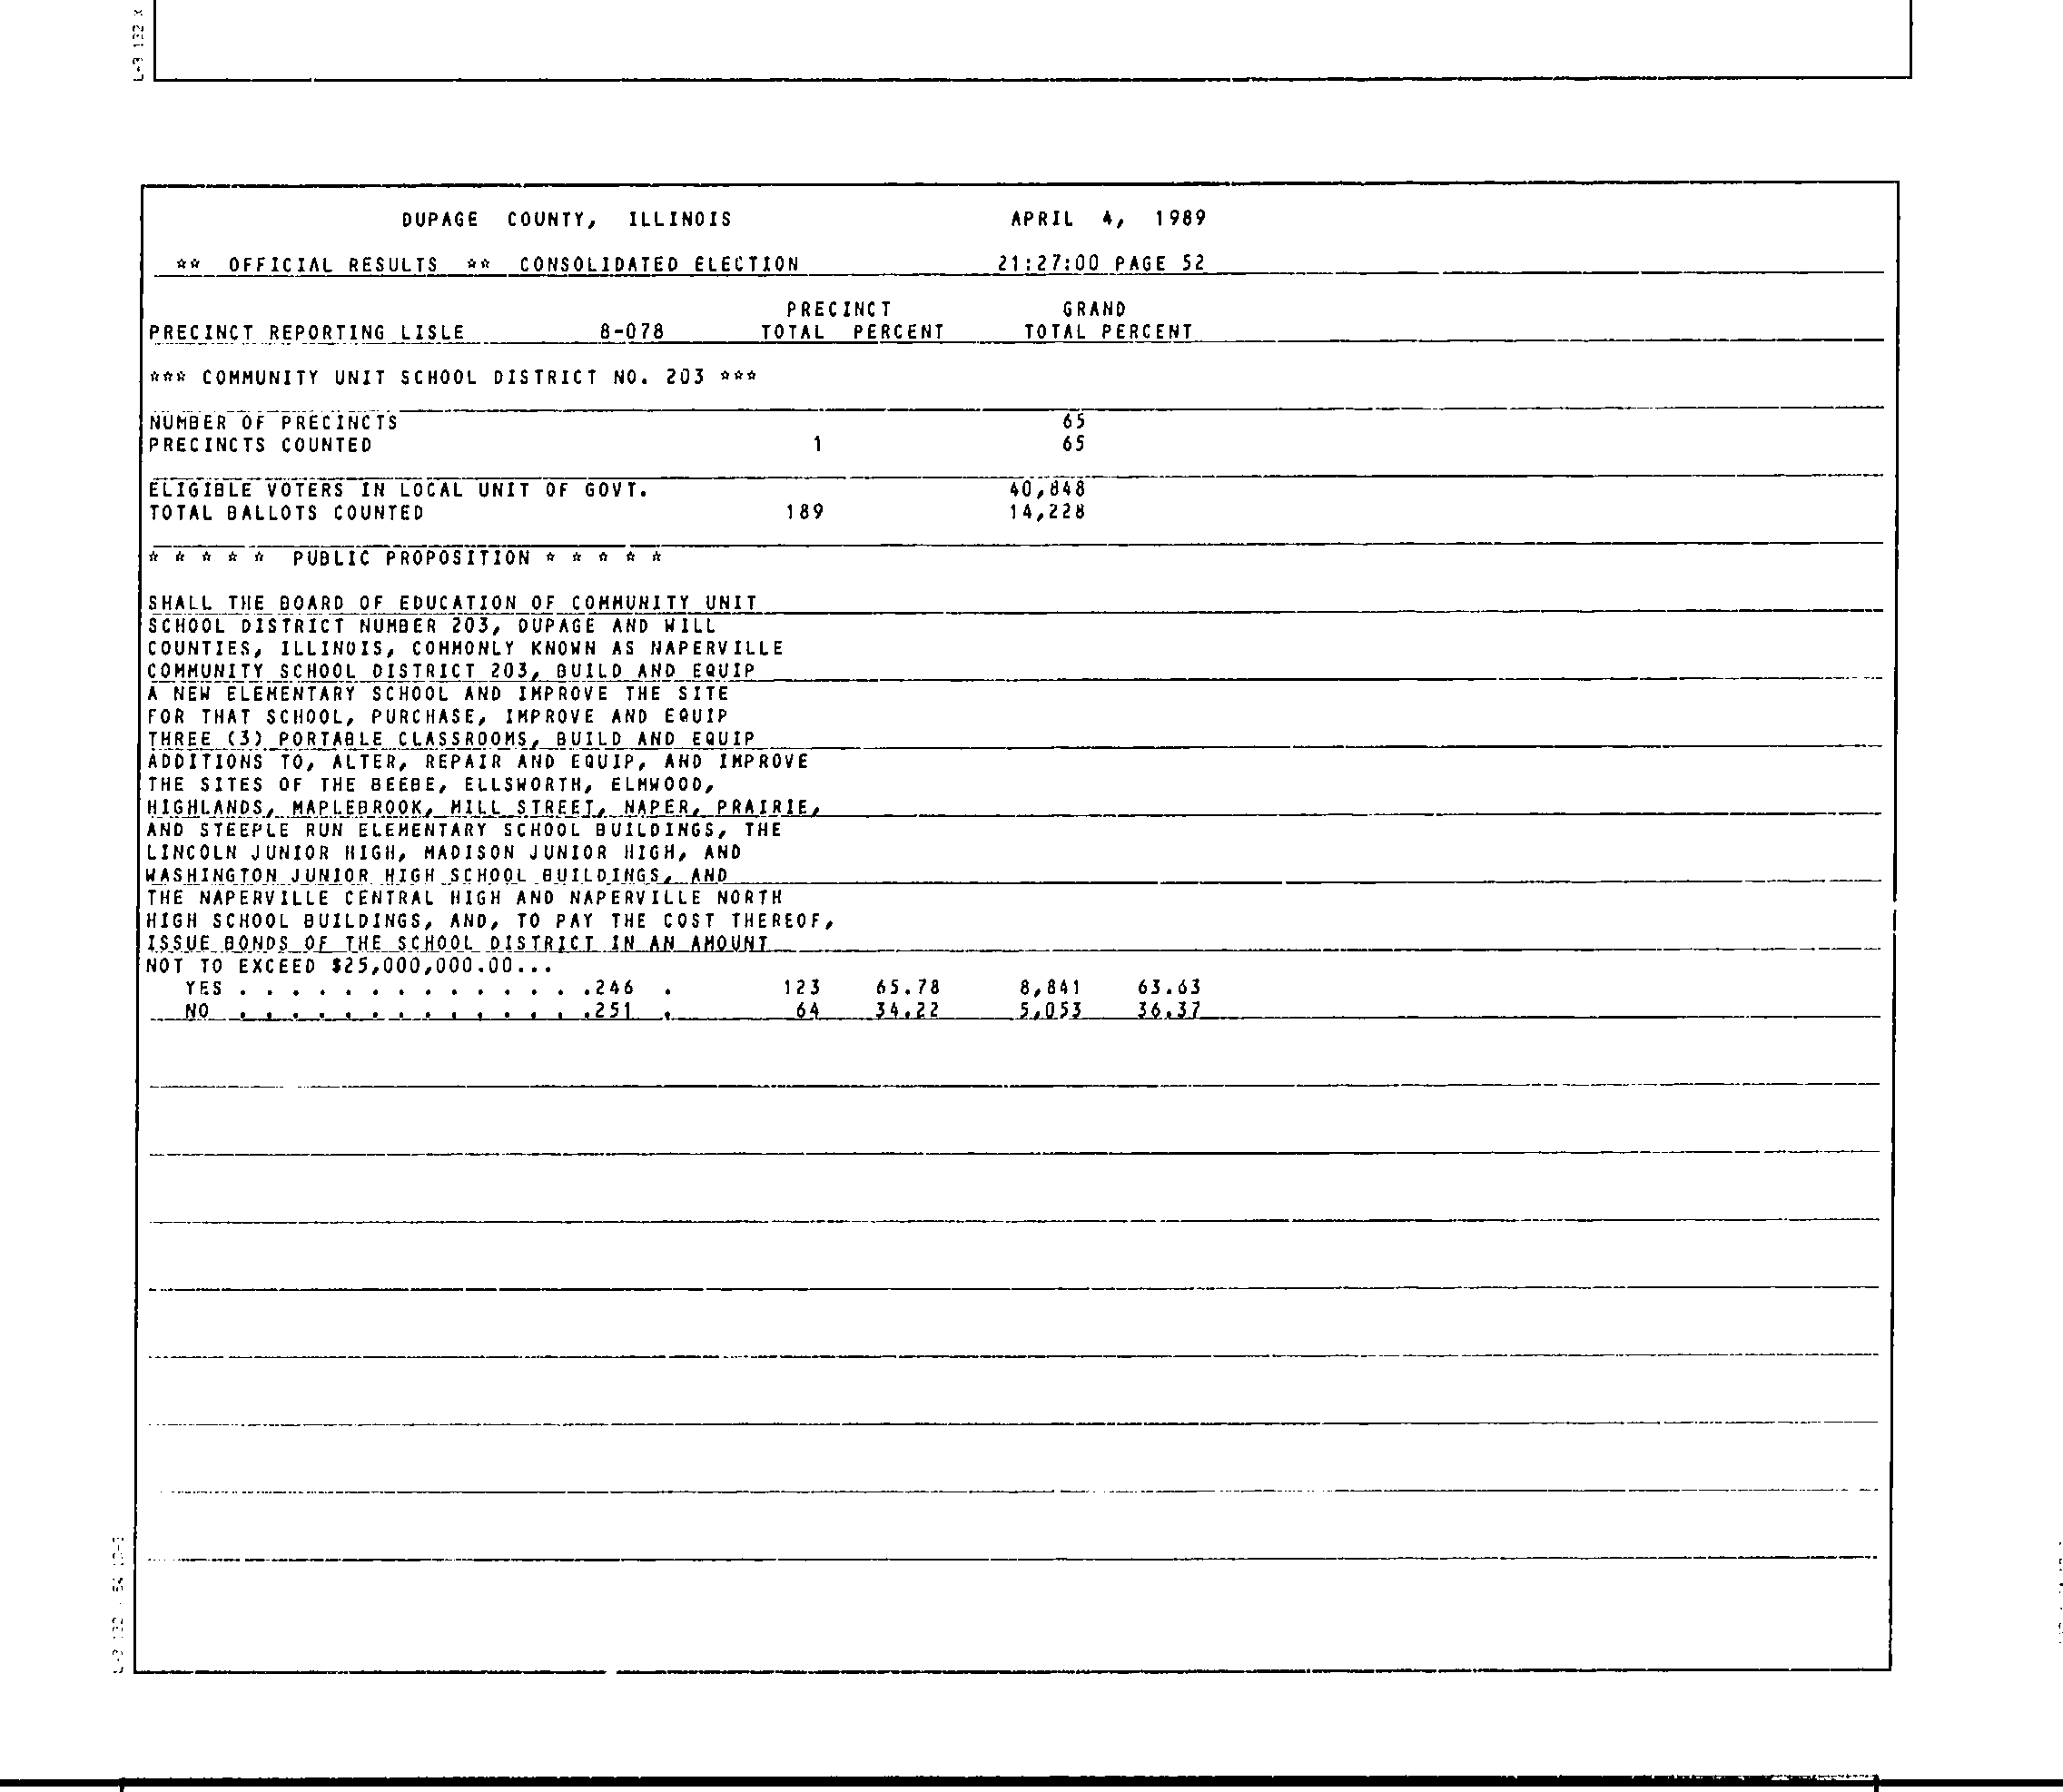 DUPAGE COUNTY, ILLINOIS APRIL 4, 1989
** OFFICIAL RESULTS ** CONSOLIDATED ELECTION 21:27:00 PAGE 52
PRECINCT GRAND
PRECINCT REPORTING LISLE 8-078 TOTAL PERCENT TOTAL PERCENT
*** COMMUNITY UNIT SCHOOL DISTRICT NO. 203 ***
NUMBER OF PRECINCTS 65
PRECINCTS COUNTED 1 65
ELIGIBLE VOTERS IN LOCAL UNIT OF GOVT. 40,848
TOTAL BALLOTS COUNTED 189 14,228
* * * * * PUBLIC PROPOSITION * * * * *
SHALL THE BOARD OF EDUCATION OF COMMUNITY UNIT
SCHOOL DISTRICT NUMBER 203, DUPAGE AND WILL
COUNTIES, ILLINOIS, COMMONLY KNOWN AS NAPERVILLE
COMMUNITY SCHOOL DISTRICT 203, BUILD AND EQUIP
A NEW ELEMENTARY SCHOOL AND IMPROVE THE SITE
FOR THAT SCHOOL, PURCHASE, IMPROVE AND EQUIP
THREE (3) PORTABLE CLASSROOMS, BUILD AND EQUIP
ADDITIONS TO, ALTER, REPAIR AND EQUIP, AND IMPROVE
THE SITES OF THE BEEBE, ELLSWORTH, ELMWOOD,
HIGHLANDS, MAPLEBROOK, MILL STREET, NAPER, PRAIRIE,
AND STEEPLE RUN ELEMENTARY SCHOOL BUILDINGS, THE
LINCOLN JUNIOR HIGH, MADISON JUNIOR HIGH, AND
WASHINGTON JUNIOR HIGH SCHOOL BUILDINGS, AND
THE NAPERVILLE CENTRAL HIGH AND NAPERVILLE NORTH
HIGH SCHOOL BUILDINGS, AND, TO PAY THE COST THEREOF,
ISSUE BONDS OF THE SCHOOL DISTRICT IN AN AMOUNT
NOT TO EXCEED $25,000,000.00...
YES . . . . . . . . . . . . . .246 . 123 65.78 8,841 63.63
NO . . . . . . . . . . . . . .251 . 64 34.22 5,053 36.37